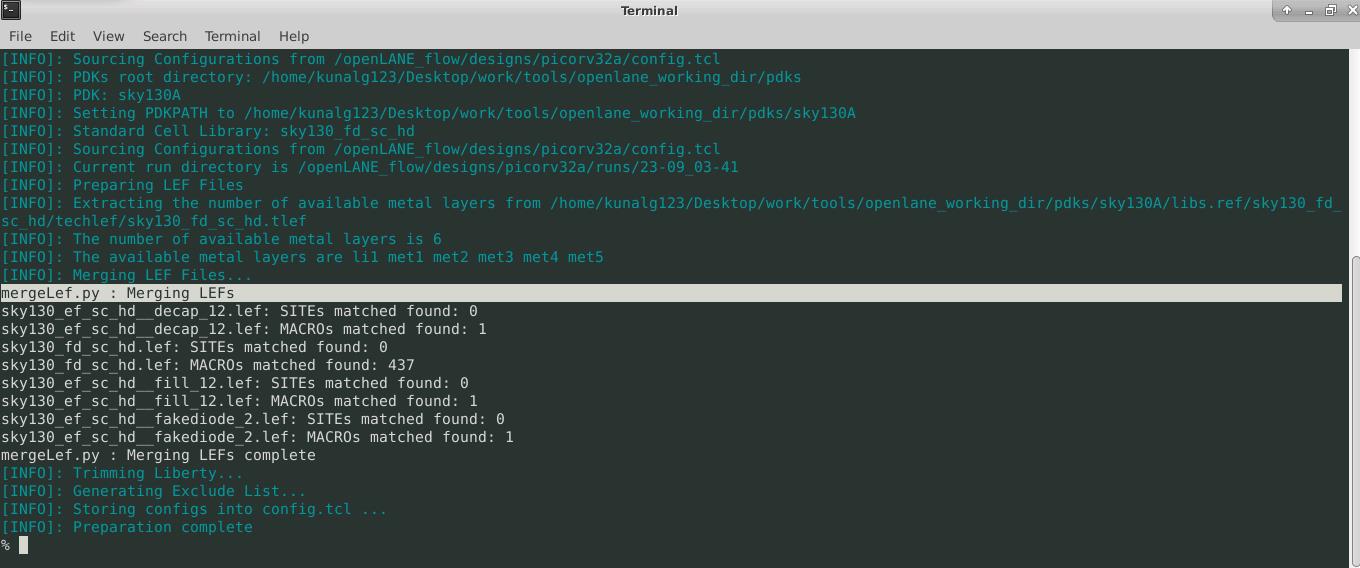 Terminal
File Edit View Search Terminal Help
[INFO]: Sourcing Configurations from /openLANE_flow/designs/picorv32a/config.tcl
[INFO]: PDKs root directory: /home/kunalg123/Desktop/work/tools/openlane_working_dir/pdks
[INFO]: PDK: sky130A
[INFO]: Setting PDKPATH to /home/kunalg123/Desktop/work/tools/openlane_working_dir/pdks/sky130A
[INFO]: Standard Cell Library: sky130_fd_sc_hd
[INFO]: Sourcing Configurations from /openLANE_flow/designs/picorv32a/config.tcl
[INFO]: Current run directory is /openLANE_flow/designs/picorv32a/runs/23-09_03-41
[INFO]: Preparing LEF Files
[INFO]: Extracting the number of available metal layers from /home/kunalg123/Desktop/work/tools/openlane_working_dir/pdks/sky130A/libs.ref/sky130_fd_
sc_hd/techlef/sky130_fd_sc_hd.tlef
[INFO]: The number of available metal layers is 6
[INFO]: The available metal layers are li1 met1 met2 met3 met4 met5
[INFO]: Merging LEF Files...
mergeLef.py : Merging LEFs
sky130_ef_sc_hd__decap_12.lef: SITEs matched found: 0
sky130_ef_sc_hd__decap_12.lef: MACROs matched found: 1
sky130_fd_sc_hd.lef: SITEs matched found: 0
sky130_fd_sc_hd.lef: MACROs matched found: 437
sky130_ef_sc_hd__fill_12.lef: SITEs matched found: 0
sky130_ef_sc_hd__fill_12.lef: MACROs matched found: 1
sky130_ef_sc_hd__fakediode_2.lef: SITEs matched found: 0
sky130_ef_sc_hd__fakediode_2.lef: MACROs matched found: 1
mergeLef.py : Merging LEFs complete
[INFO]: Trimming Liberty...
[INFO]: Generating Exclude List...
[INFO]: Storing configs into config.tcl ...
[INFO]: Preparation complete
%